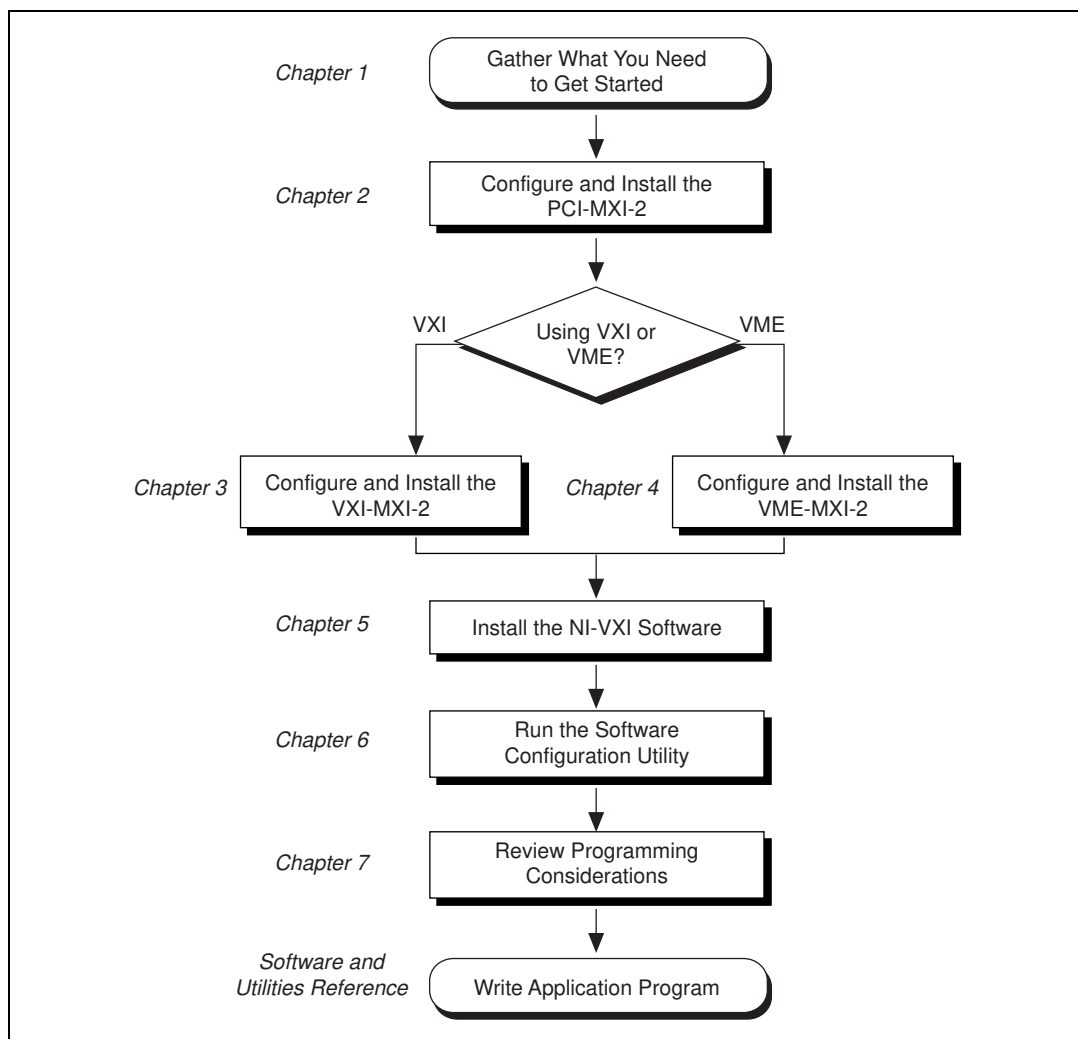 Chapter 1
Gather What You Need
to Get Started
Chapter 2
Configure and Install the
PCI-MXI-2
VXI
Using VXI or
VME?
VME
Chapter 3
Configure and Install the
VXI-MXI-2
Chapter 4
Configure and Install the
VME-MXI-2
Chapter 5
Install the NI-VXI Software
Chapter 6
Run the Software
Configuration Utility
Chapter 7
Review Programming
Considerations
Software and
Utilities Reference
Write Application Program